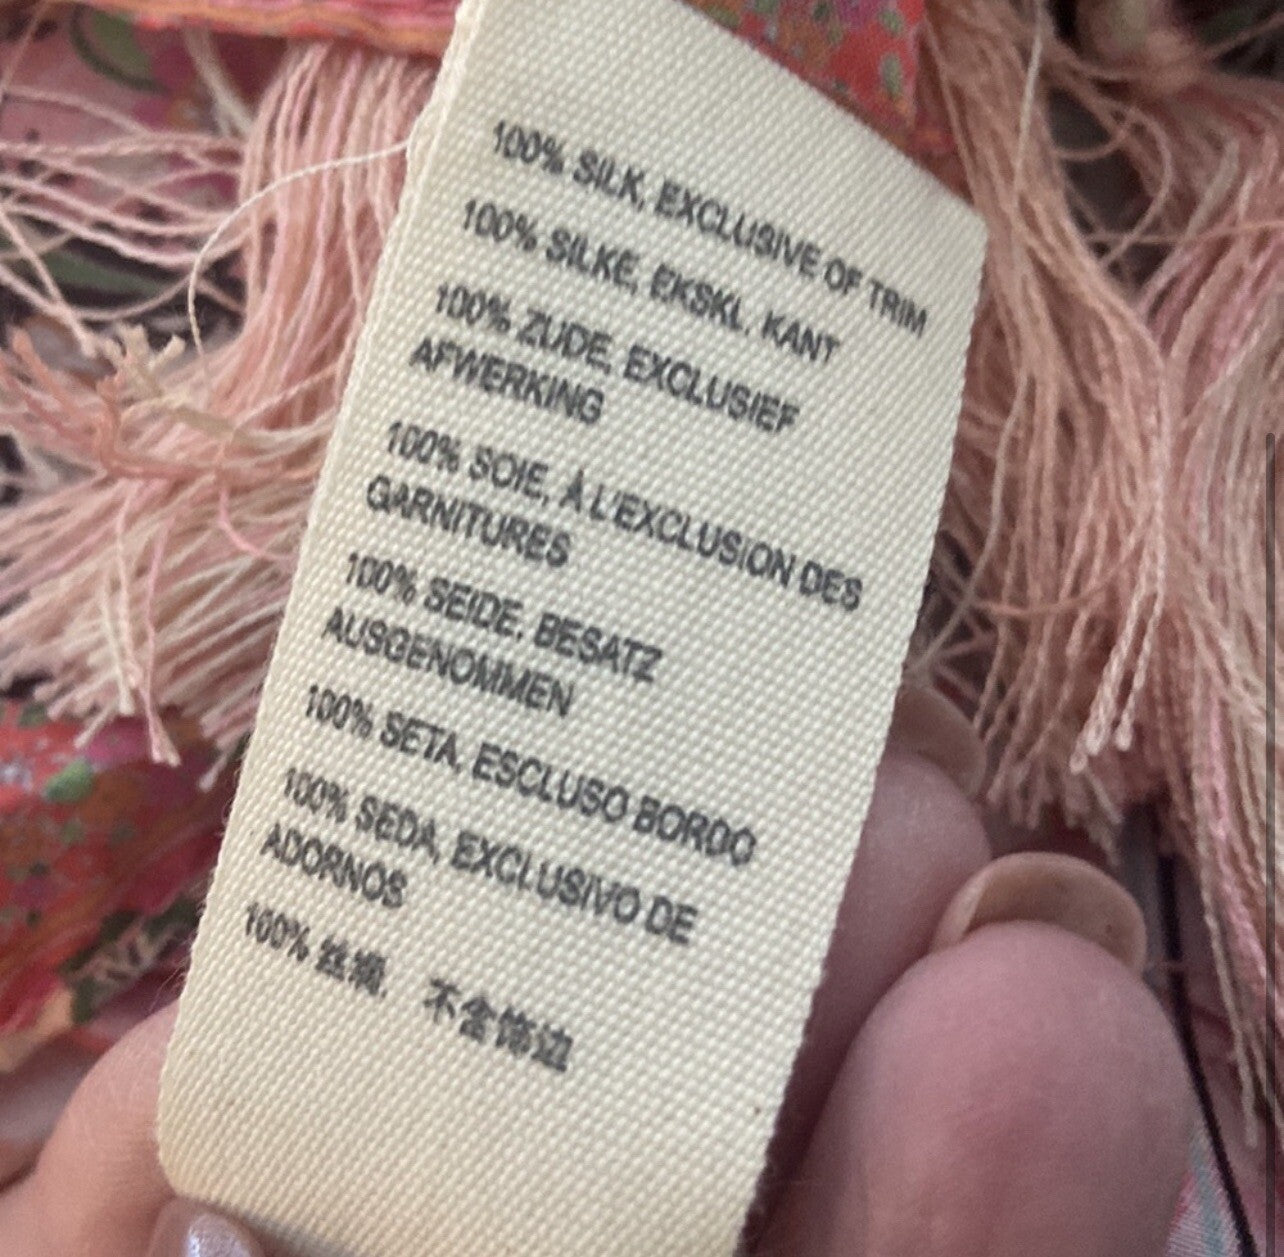 100% SILK, EXCLUSIVE OF TRIM
100% SILKE, EKSKL. KANT
100% ZIJDE, EXCLUSIEF
AFWERKING
100% SOIE, À L'EXCLUSION DES
GARNITURES
100% SEIDE, BESATZ
AUSGENOMMEN
100% SETA, ESCLUSO BORDO
100% SEDA, EXCLUSIVO DE
ADORNOS
100% 丝绸, 不含饰边